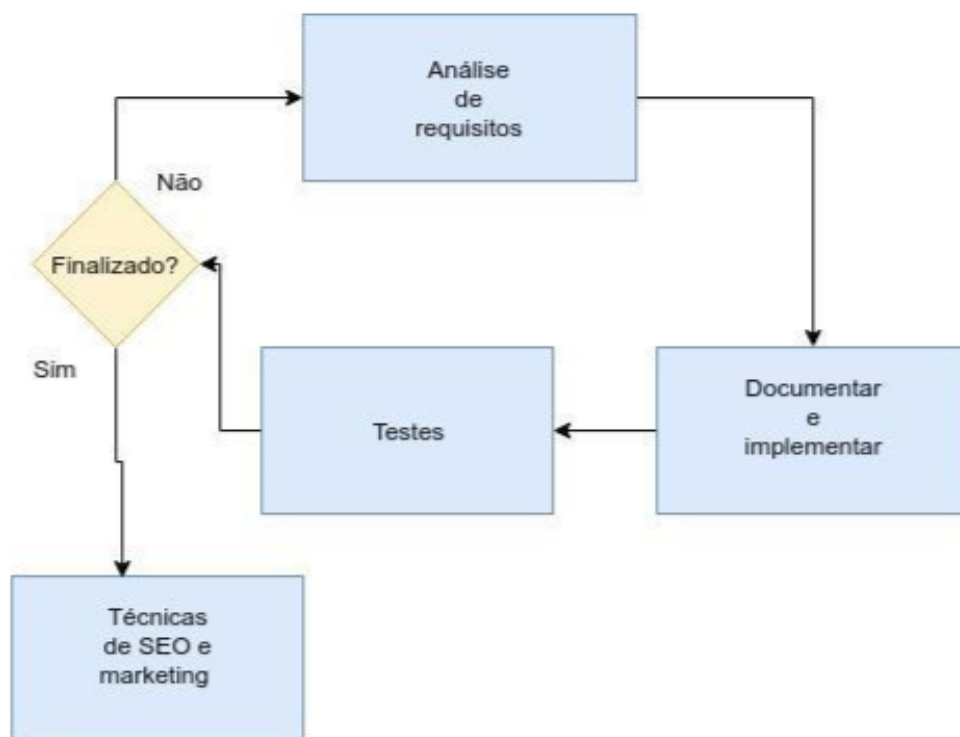 Análise
de
requisitos
Não
Finalizado?
Sim
Testes
Documentar
e
implementar
Técnicas
de SEO e
marketing